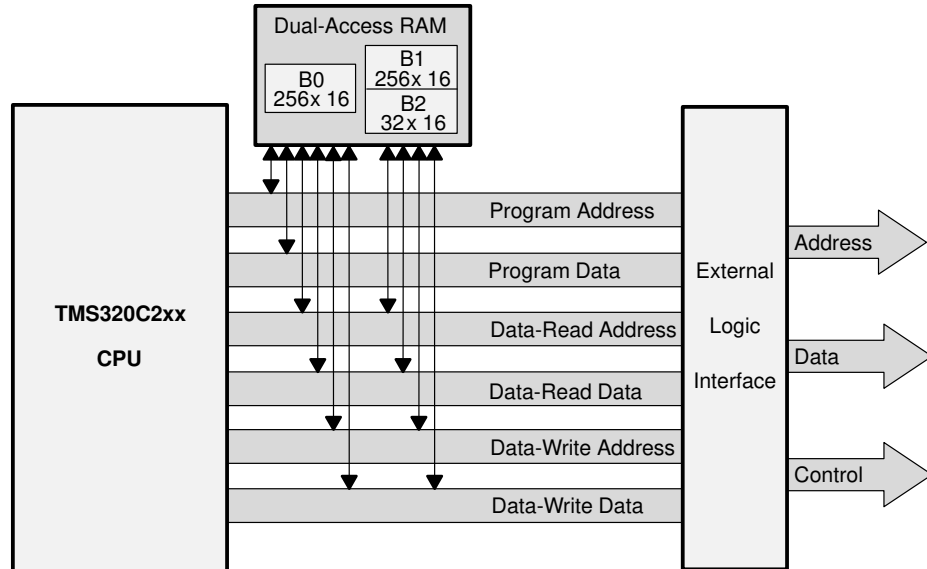 Dual-Access RAM
B0
256x 16
B1
256x 16
B2
32x 16
TMS320C2xx
CPU
Program Address
Program Data
Data-Read Address
Data-Read Data
Data-Write Address
Data-Write Data
External
Logic
Interface
Address
Data
Control